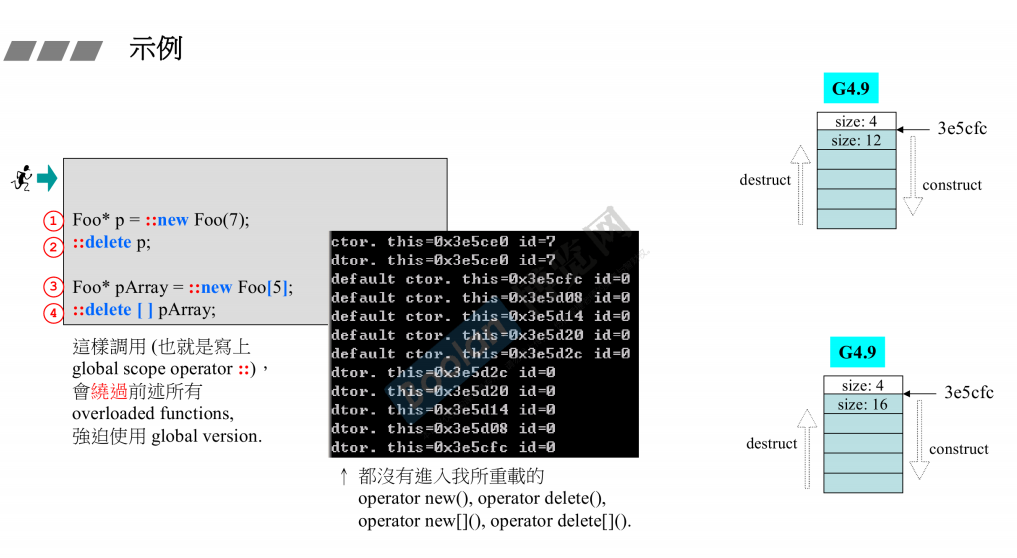 示例
① Foo* p = ::new Foo(7);
② ::delete p;
③ Foo* pArray = ::new Foo[5];
④ ::delete [ ] pArray;
這樣調用 (也就是寫上
global scope operator ::)，
會繞過前述所有
overloaded functions,
強迫使用 global version.
ctor. this=0x3e5ce0 id=7
dtor. this=0x3e5ce0 id=7
default ctor. this=0x3e5cfc id=0
default ctor. this=0x3e5d08 id=0
default ctor. this=0x3e5d14 id=0
default ctor. this=0x3e5d20 id=0
default ctor. this=0x3e5d2c id=0
dtor. this=0x3e5d2c id=0
dtor. this=0x3e5d20 id=0
dtor. this=0x3e5d14 id=0
dtor. this=0x3e5d08 id=0
dtor. this=0x3e5cfc id=0
↑ 都沒有進入我所重載的
operator new(), operator delete(),
operator new[](), operator delete[]().
G4.9
size: 4
3e5cfc
size: 12
destruct
construct
G4.9
size: 4
3e5cfc
size: 16
destruct
construct
Boolan